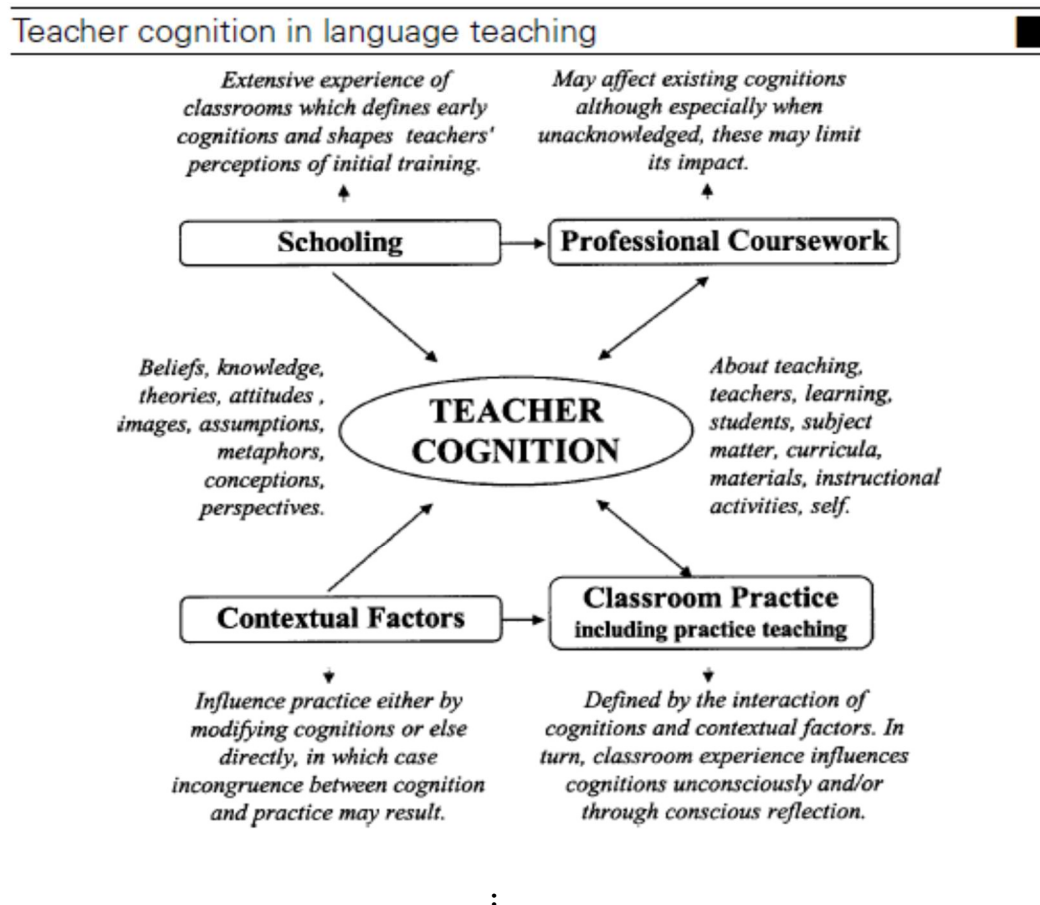 Teacher cognition in language teaching
Extensive experience of
classrooms which defines early
cognitions and shapes teachers'
perceptions of initial training.
May affect existing cognitions
although especially when
unacknowledged, these may limit
its impact.
Schooling
Professional Coursework
Beliefs, knowledge,
theories, attitudes ,
images, assumptions,
metaphors,
conceptions,
perspectives.
TEACHER
COGNITION
About teaching,
teachers, learning,
students, subject
matter, curricula,
materials, instructional
activities, self.
Contextual Factors
Classroom Practice
including practice teaching
Influence practice either by
modifying cognitions or else
directly, in which case
incongruence between cognition
and practice may result.
Defined by the interaction of
cognitions and contextual factors. In
turn, classroom experience influences
cognitions unconsciously and/or
through conscious reflection.
: